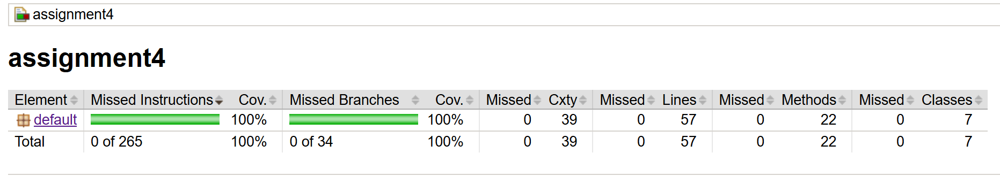 assignment4
assignment4
Element Missed Instructions Cov. Missed Branches Cov. Missed Cxty Missed Lines Missed Methods Missed Classes
default 100% 100% 0 39 0 57 0 22 0 7
Total 0 of 265 100% 0 of 34 100% 0 39 0 57 0 22 0 7